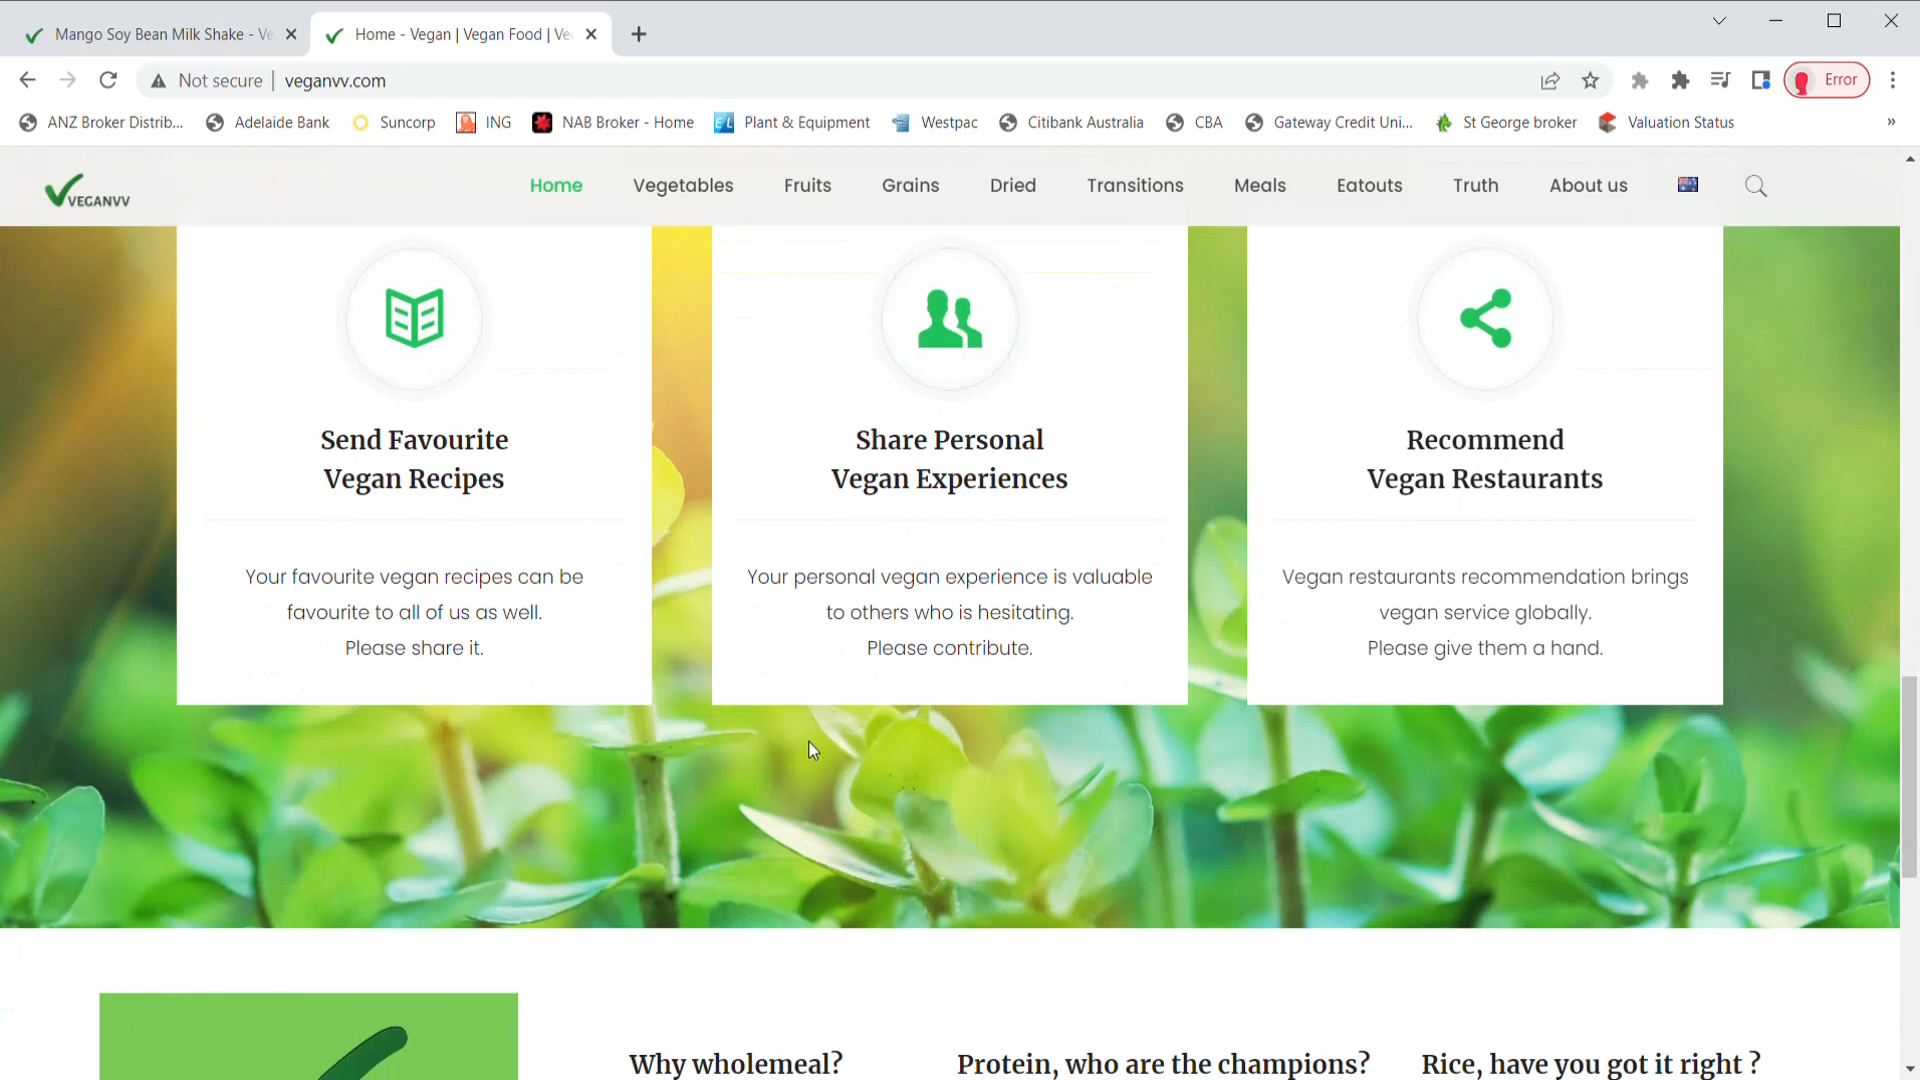 Mango Soy Bean Milk Shake - Ve
Home - Vegan | Vegan Food | Ve
Not secure
veganvv.com
Error
ANZ Broker Distrib...
Adelaide Bank
Suncorp
ING
NAB Broker - Home
Plant & Equipment
Westpac
Citibank Australia
CBA
Gateway Credit Uni...
St George broker
Valuation Status
»
VEGANVV
Home
Vegetables
Fruits
Grains
Dried
Transitions
Meals
Eatouts
Truth
About us
Send Favourite
Vegan Recipes
Your favourite vegan recipes can be
favourite to all of us as well.
Please share it.
Share Personal
Vegan Experiences
Your personal vegan experience is valuable
to others who is hesitating.
Please contribute.
Recommend
Vegan Restaurants
Vegan restaurants recommendation brings
vegan service globally.
Please give them a hand.
Why wholemeal?
Protein, who are the champions?
Rice, have you got it right ?